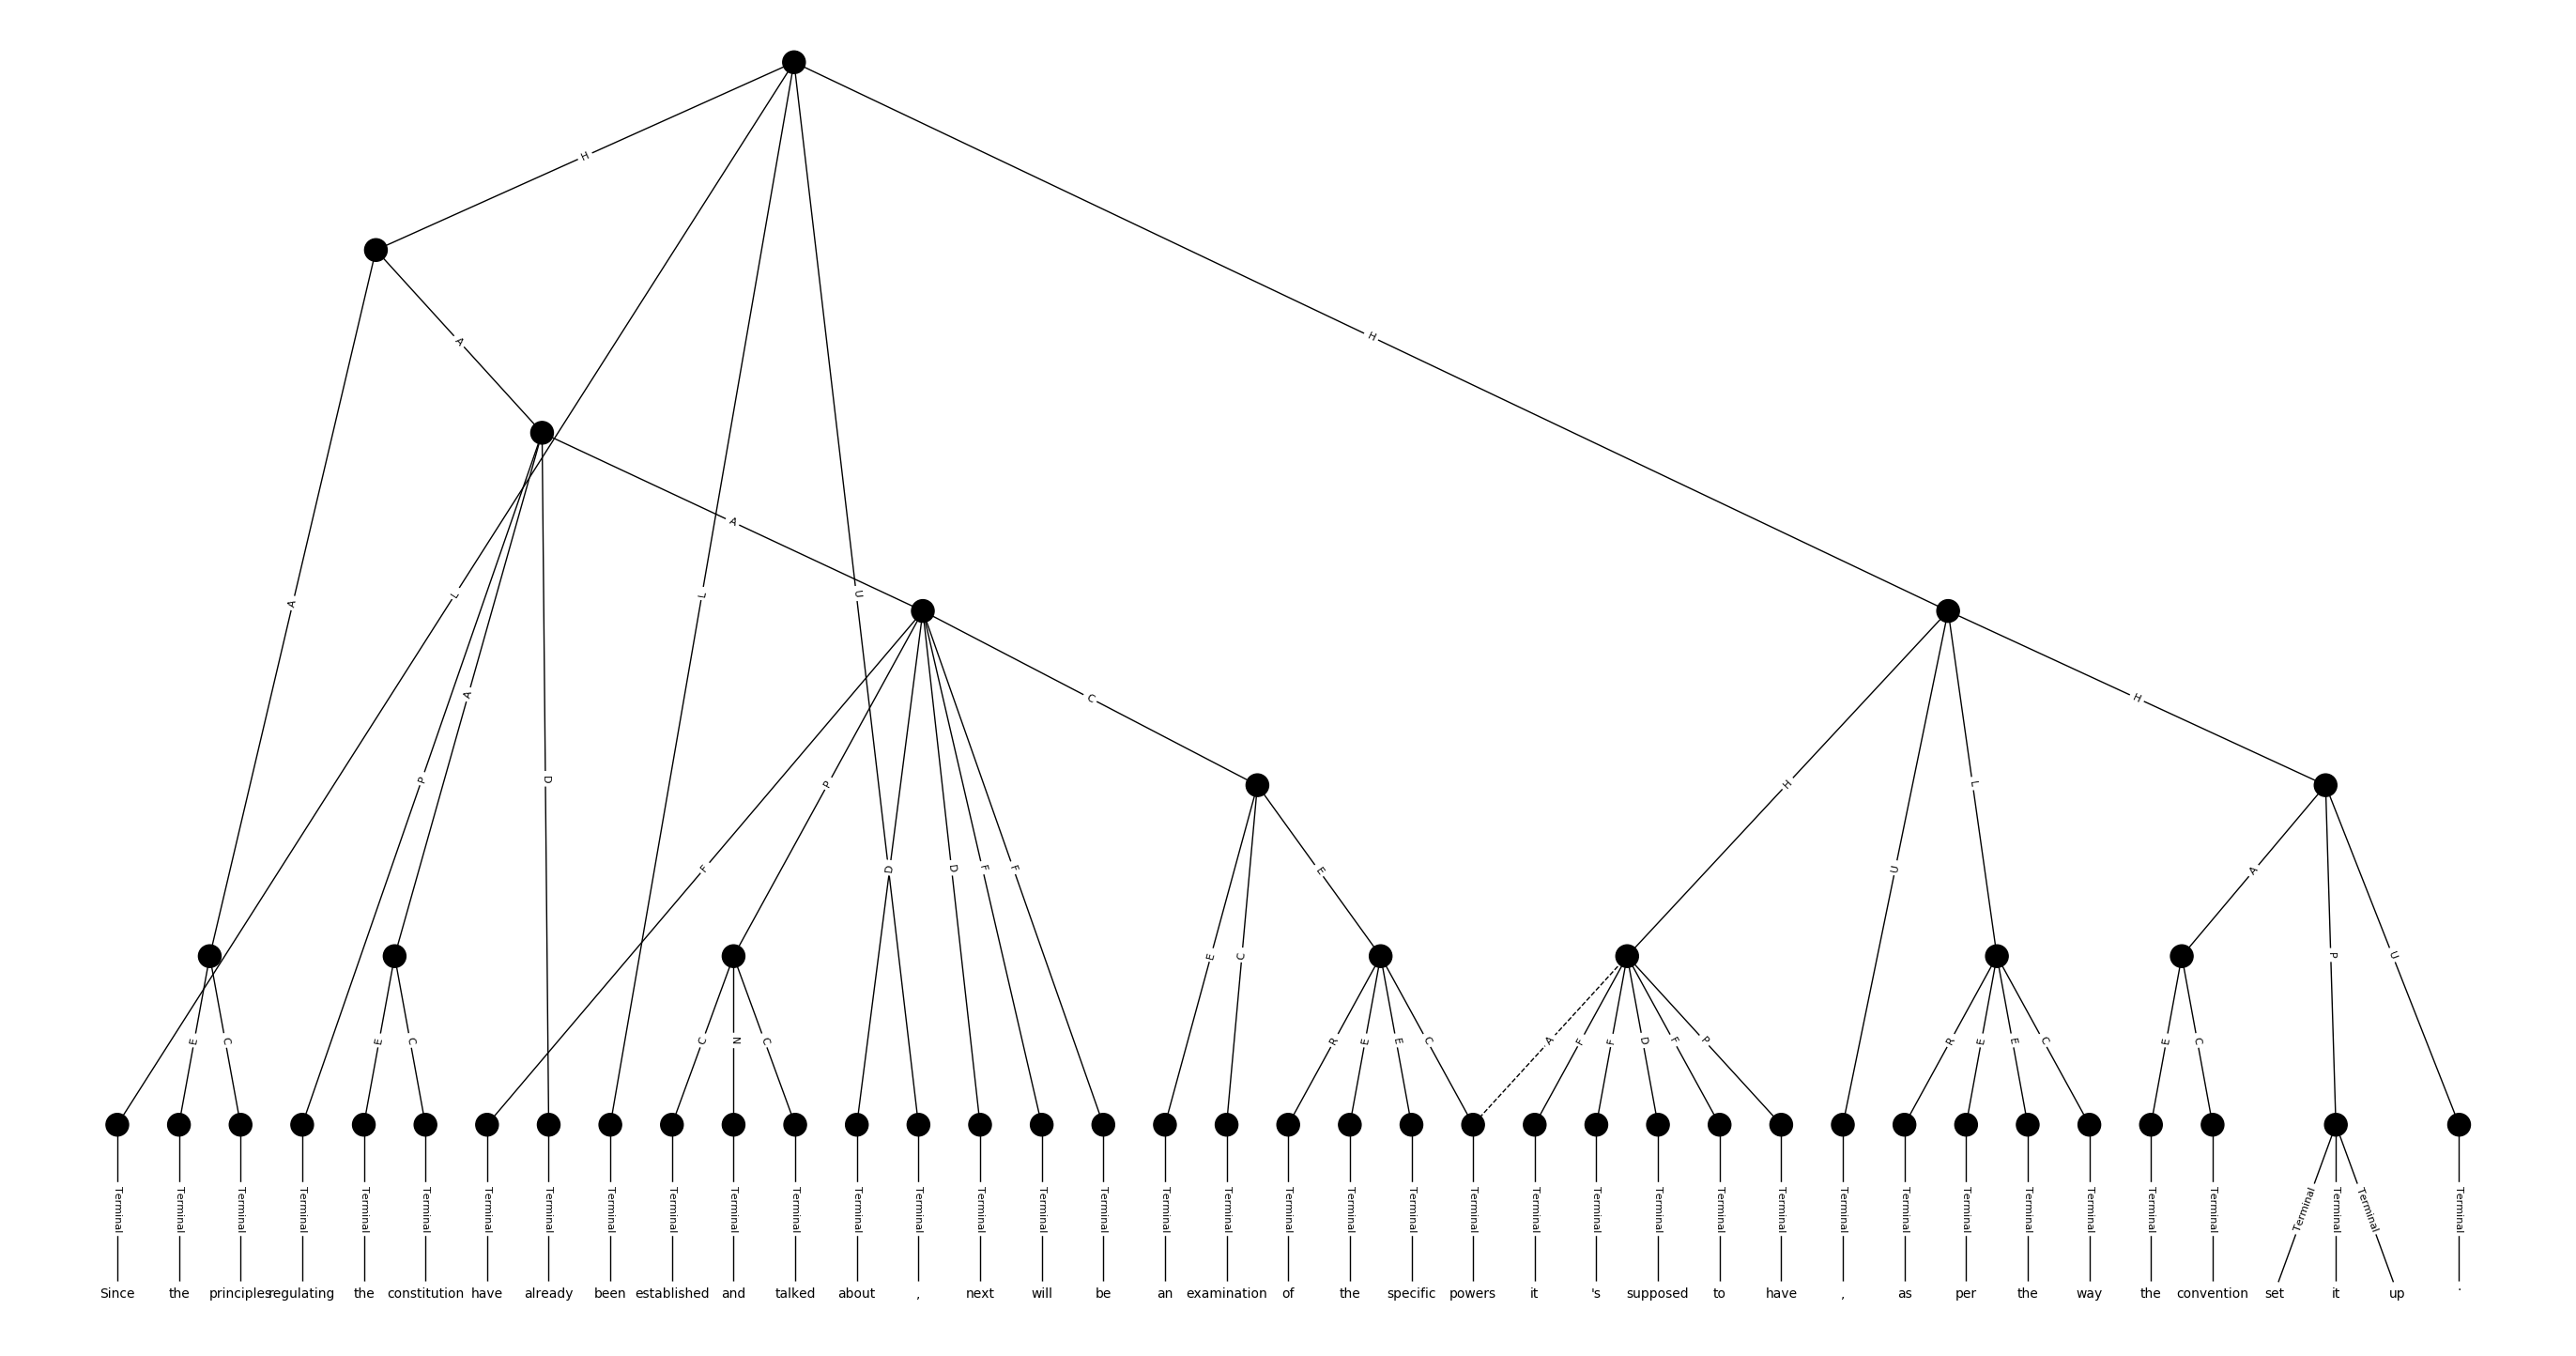 H
H
A
A
A
L
L
U
A
P
D
C
H
F
P
D
D
F
F
E
H
U
L
A
P
U
E
C
E
C
E
C
C
N
C
R
E
E
C
A
F
F
D
F
P
R
E
E
C
E
C
Terminal Terminal Terminal Terminal Terminal Terminal Terminal Terminal Terminal Terminal Terminal Terminal Terminal Terminal Terminal Terminal Terminal Terminal Terminal Terminal Terminal Terminal Terminal Terminal Terminal Terminal Terminal Terminal Terminal Terminal Terminal Terminal Terminal Terminal Terminal Terminal Terminal Terminal Terminal
Since the principles regulating the constitution have already been established and talked about , next will be an examination of the specific powers it 's supposed to have , as per the way the convention set it up .